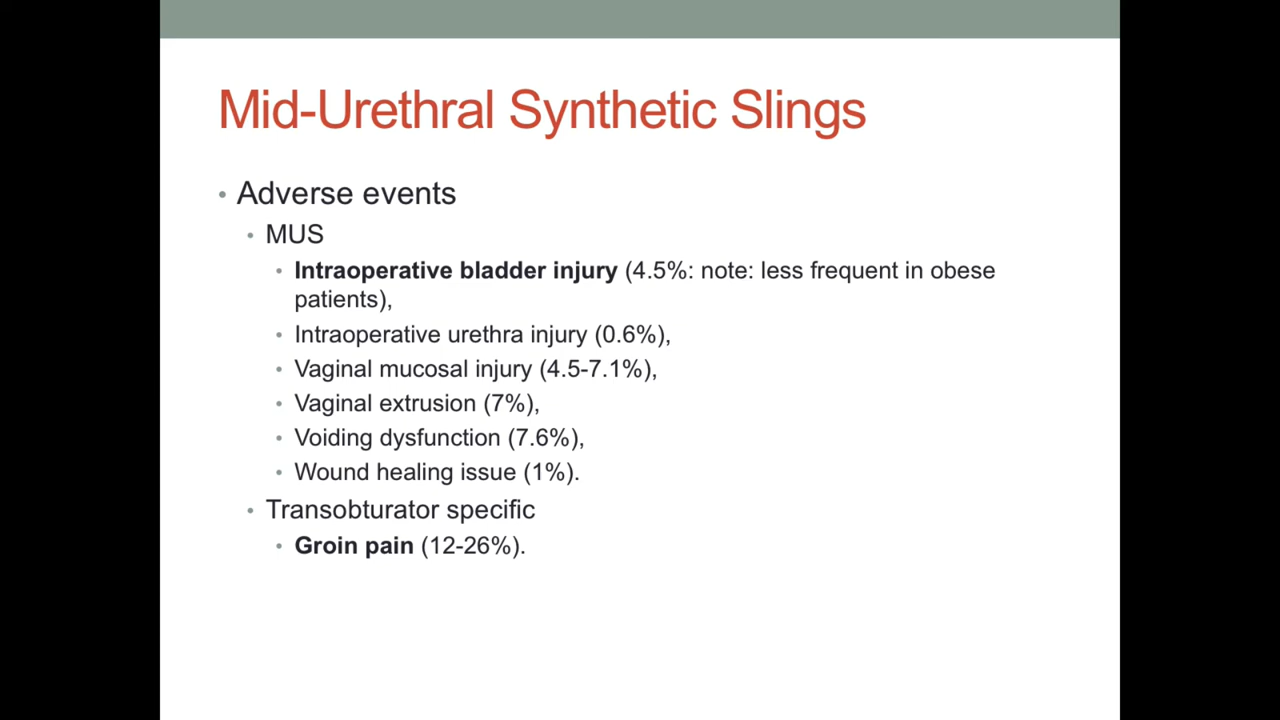 Mid-Urethral Synthetic Slings
• Adverse events
• MUS
• Intraoperative bladder injury (4.5%: note: less frequent in obese
patients),
• Intraoperative urethra injury (0.6%),
• Vaginal mucosal injury (4.5-7.1%),
• Vaginal extrusion (7%),
• Voiding dysfunction (7.6%),
• Wound healing issue (1%).
• Transobturator specific
• Groin pain (12-26%).